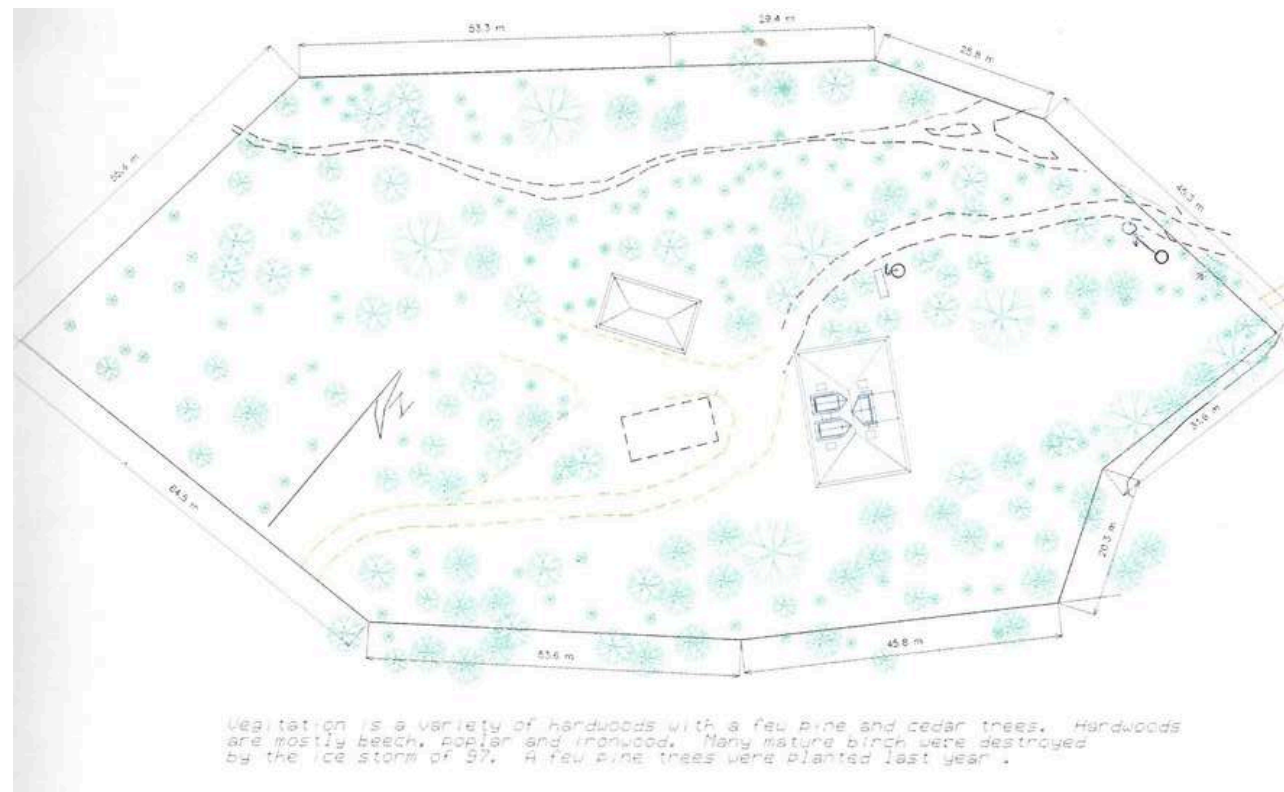 53.3 m
29.4 m
25.8 m
45.3 m
55.4 m
N
64.5 m
31.8 m
20.3 m
53.6 m
45.8 m
Vegitation is a variety of hardwoods with a few pine and cedar trees. Hardwoods
are mostly beech, poplar and ironwood. Many mature birch were destroyed
by the ice storm of 97. A few pine trees were planted last year .